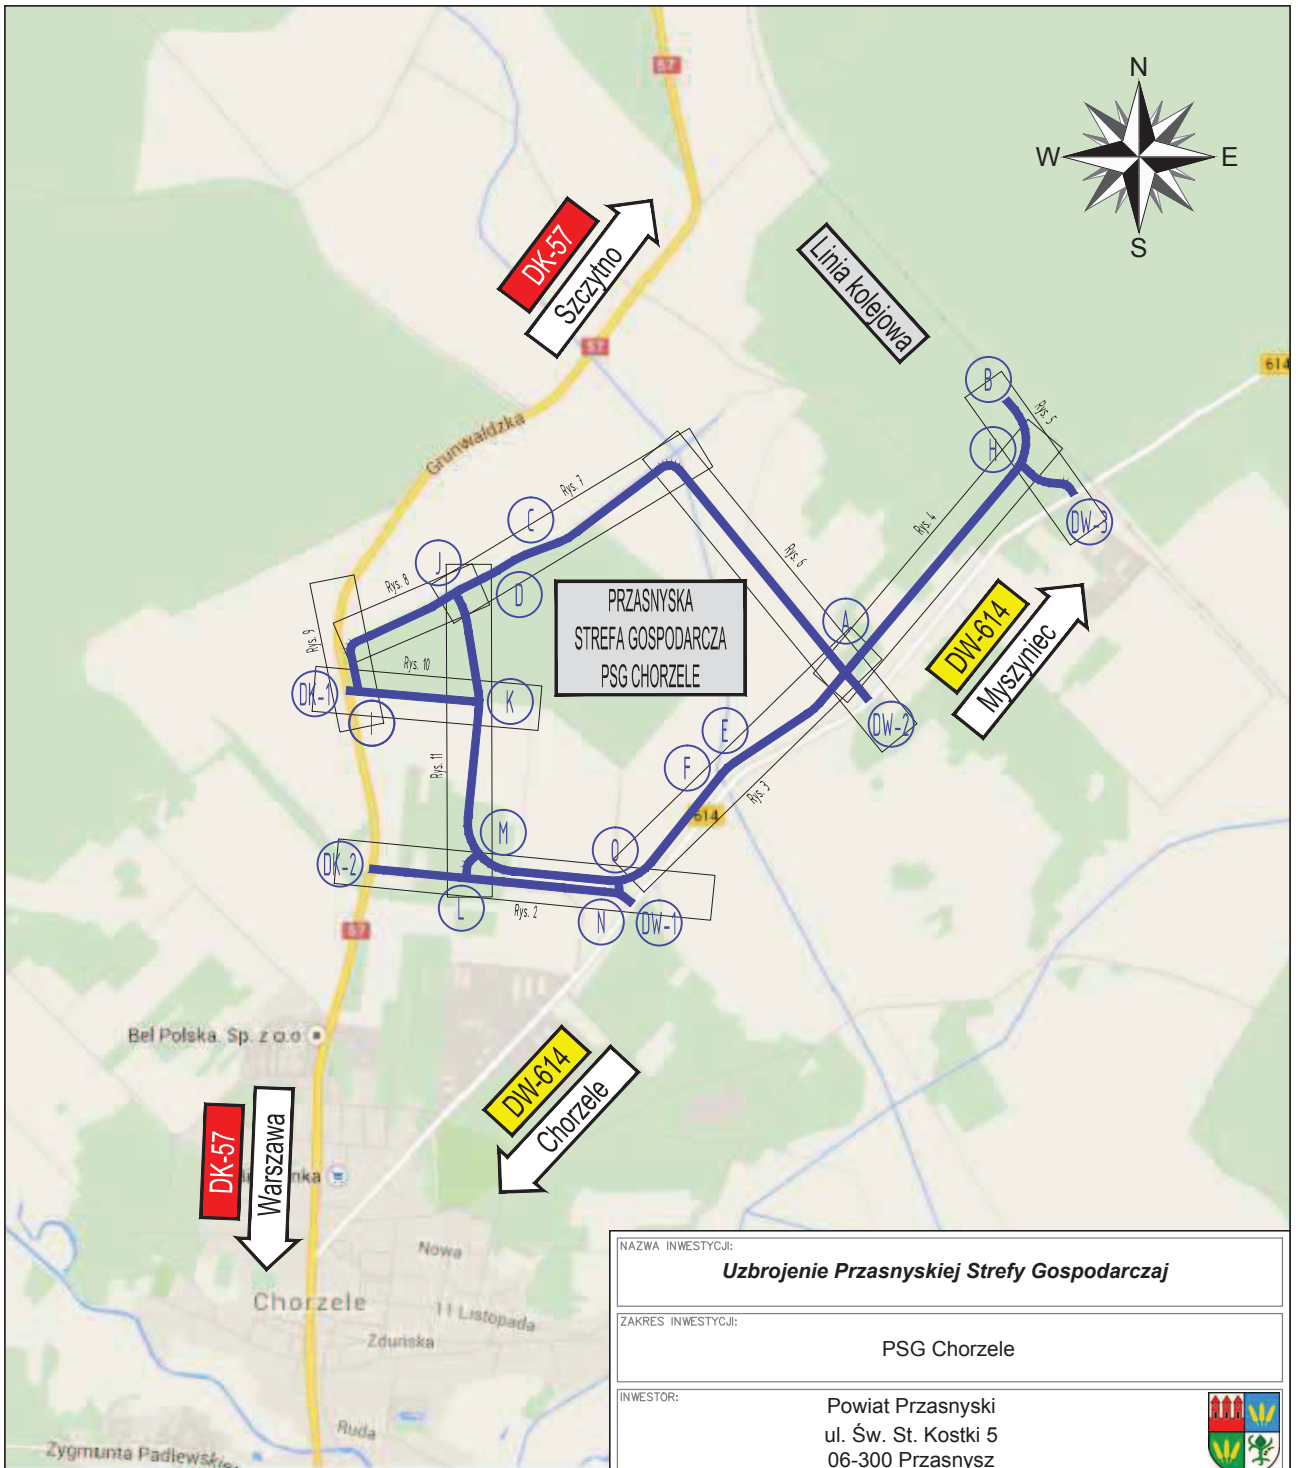 57
N
W
E
S
DK-57
Szczytno
Linia kolejowa
57
614
B
Rys. 5
Grunwaldzka
H
Rys. 7
C
Rys. 4
DW-3
J
Rys. 6
Rys. 8
D
PRZASNYSKA
STREFA GOSPODARCZA
PSG CHORZELE
A
DW-614
Myszyniec
Rys. 9
Rys. 10
DK-1
K
I
DW-2
E
F
Rys. 11
Rys. 3
614
M
DK-2
L
Rys. 2
N
DW-1
57
Bel Polska. Sp. z o.o
DW-614
Chorzele
DK-57
Warszawa
nka
Nowa
Chorzele
11 Listopada
Zduńska
Ruda
NAZWA INWESTYCJI:
Uzbrojenie Przasnyskiej Strefy Gospodarczaj
ZAKRES INWESTYCJI:
PSG Chorzele
INWESTOR:
Powiat Przasnyski
ul. Św. St. Kostki 5
06-300 Przasnysz